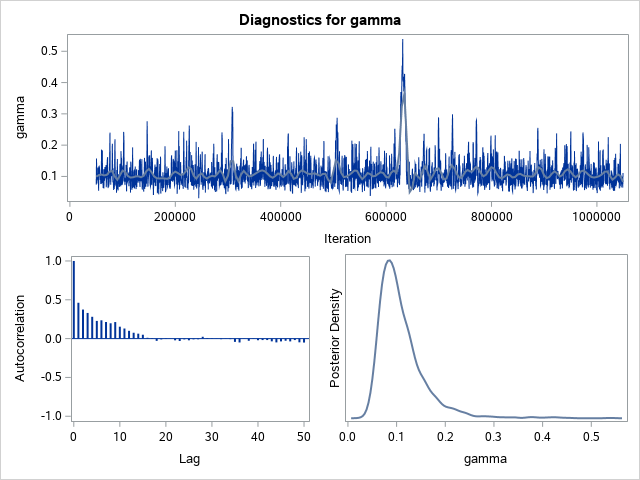 Diagnostics for gamma
gamma
0.5
0.4
0.3
0.2
0.1
0 200000 400000 600000 800000 1000000
Iteration
Autocorrelation
1.0
0.5
0.0
-0.5
-1.0
0 10 20 30 40 50
Lag
Posterior Density
0.0 0.1 0.2 0.3 0.4 0.5
gamma